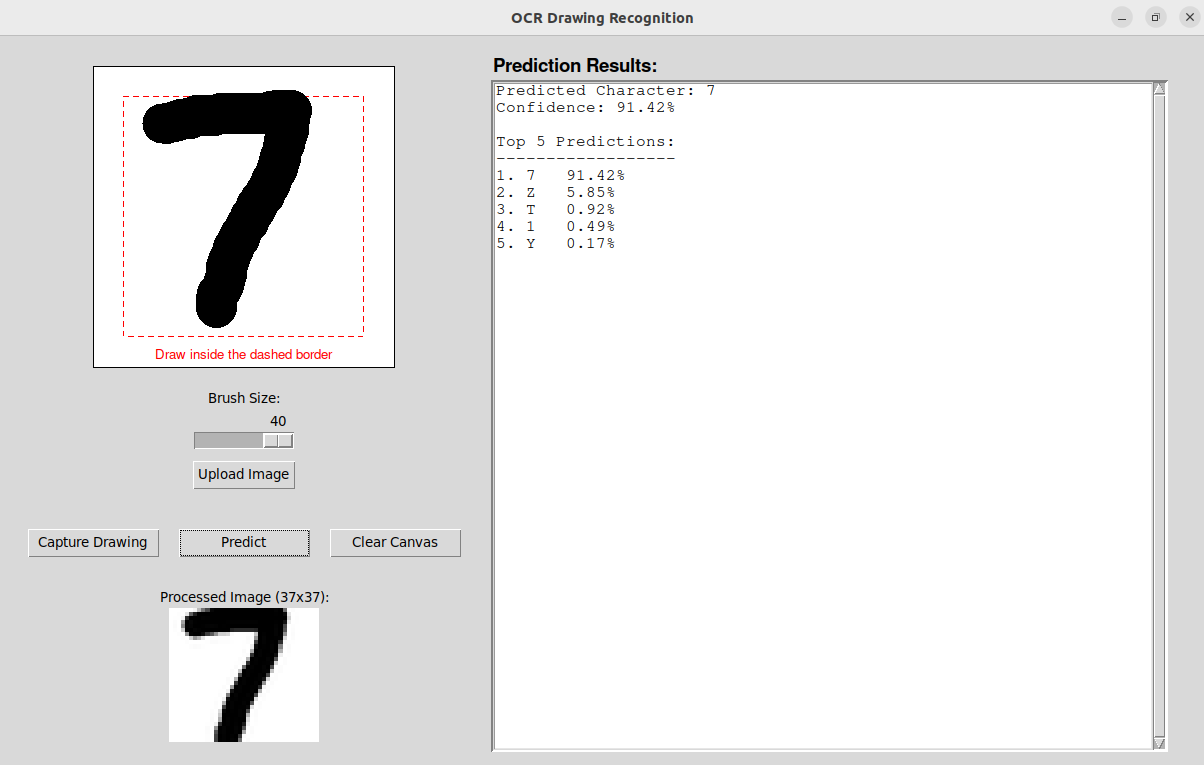 OCR Drawing Recognition
7
Draw inside the dashed border
Brush Size:
40
Upload Image
Capture Drawing
Predict
Clear Canvas
Processed Image (37x37):
7
Prediction Results:
Predicted Character: 7
Confidence: 91.42%
Top 5 Predictions:
------------------
1. 7 91.42%
2. Z 5.85%
3. T 0.92%
4. 1 0.49%
5. Y 0.17%